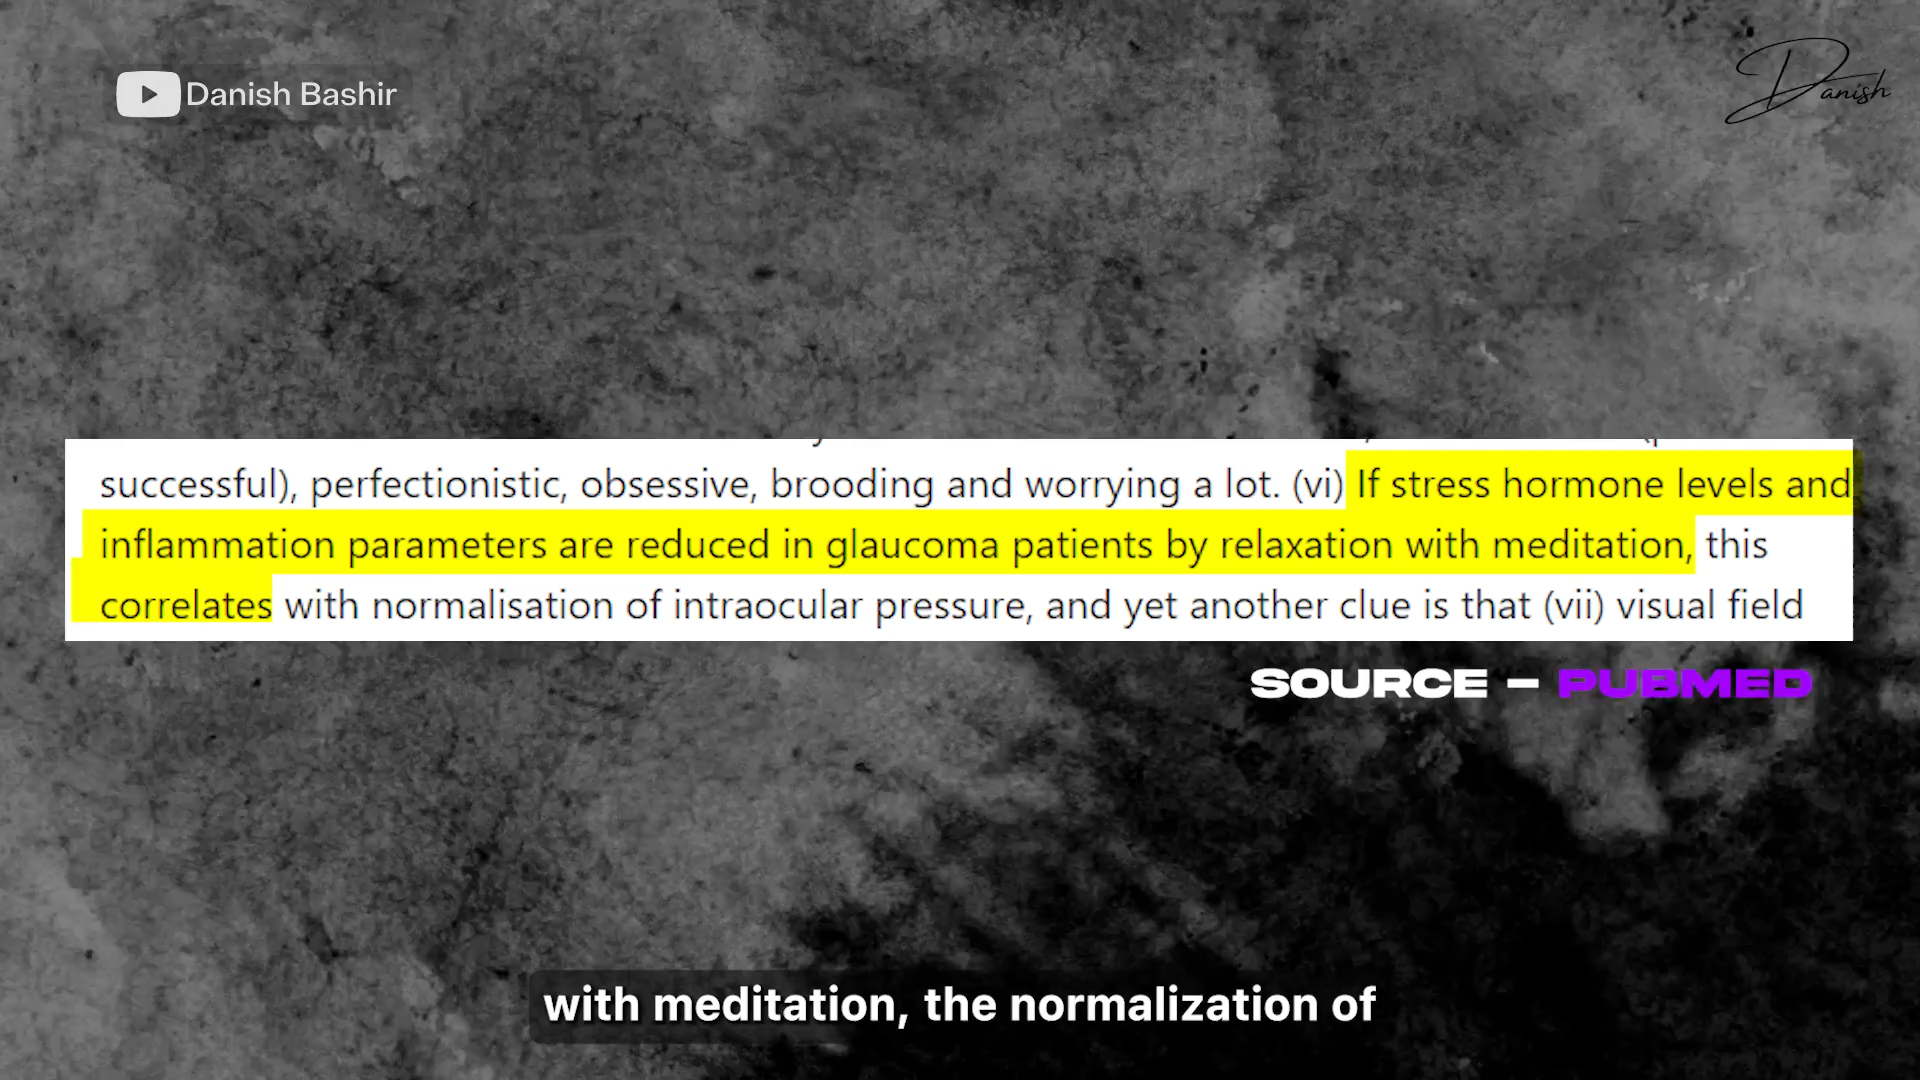 Danish Bashir
Danish
successful), perfectionistic, obsessive, brooding and worrying a lot. (vi) If stress hormone levels and
inflammation parameters are reduced in glaucoma patients by relaxation with meditation, this
correlates with normalisation of intraocular pressure, and yet another clue is that (vii) visual field
SOURCE – PUBMED
with meditation, the normalization of